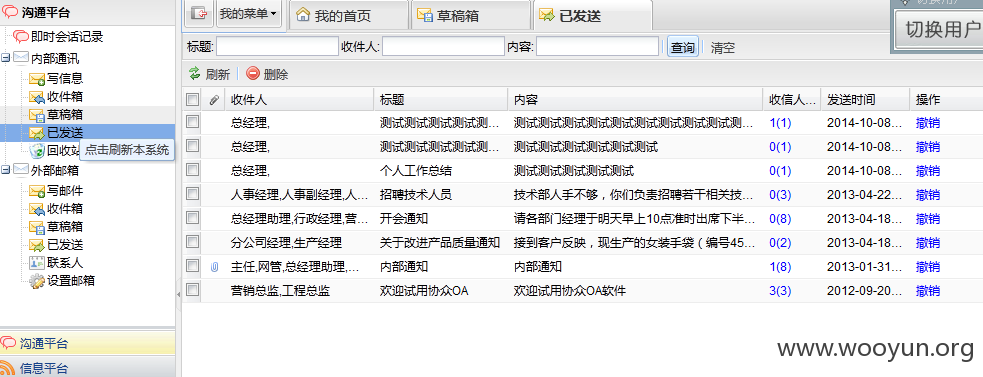 沟通平台
即时会话记录
内部通讯
写信息
收件箱
草稿箱
已发送
回收站
点击刷新本系统
外部邮箱
写邮件
收件箱
草稿箱
已发送
联系人
设置邮箱
沟通平台
信息平台
我的菜单 我的首页 草稿箱 已发送
切换用户
标题: 收件人: 内容: 查询 清空
刷新 删除
收件人 标题 内容 收信人... 发送时间 操作
总经理, 测试测试测试测试测... 测试测试测试测试测试测试测试测试测试测... 1(1) 2014-10-08... 撤销
总经理, 测试测试测试测试测... 测试测试测试测试测试测试 0(1) 2014-10-08... 撤销
总经理, 个人工作总结 测试测试测试测试测试 0(1) 2014-10-08... 撤销
人事经理,人事副经理,人... 招聘技术人员 技术部人手不够，你们负责招聘若干相关技... 0(3) 2013-04-22... 撤销
总经理助理,行政经理,营... 开会通知 请各部门经理于明天早上10点准时出席下半... 0(8) 2013-04-18... 撤销
分公司经理,生产经理 关于改进产品质量通知 接到客户反映，现生产的女装手袋（编号45... 0(2) 2013-04-18... 撤销
主任,网管,总经理助理,... 内部通知 内部通知 1(8) 2013-01-31... 撤销
营销总监,工程总监 欢迎试用协众OA 欢迎试用协众OA软件 3(3) 2012-09-20... 撤销
www.wooyun.org